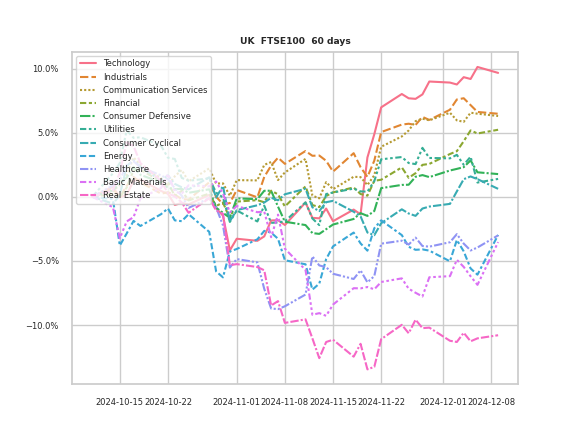 UK  FTSE100  60 days
10.0%
5.0%
0.0%
−5.0%
−10.0%
Technology
Industrials
Communication Services
Financial
Consumer Defensive
Utilities
Consumer Cyclical
Energy
Healthcare
Basic Materials
Real Estate
2024-10-15 2024-10-22 2024-11-01 2024-11-08 2024-11-15 2024-11-22 2024-12-01 2024-12-08